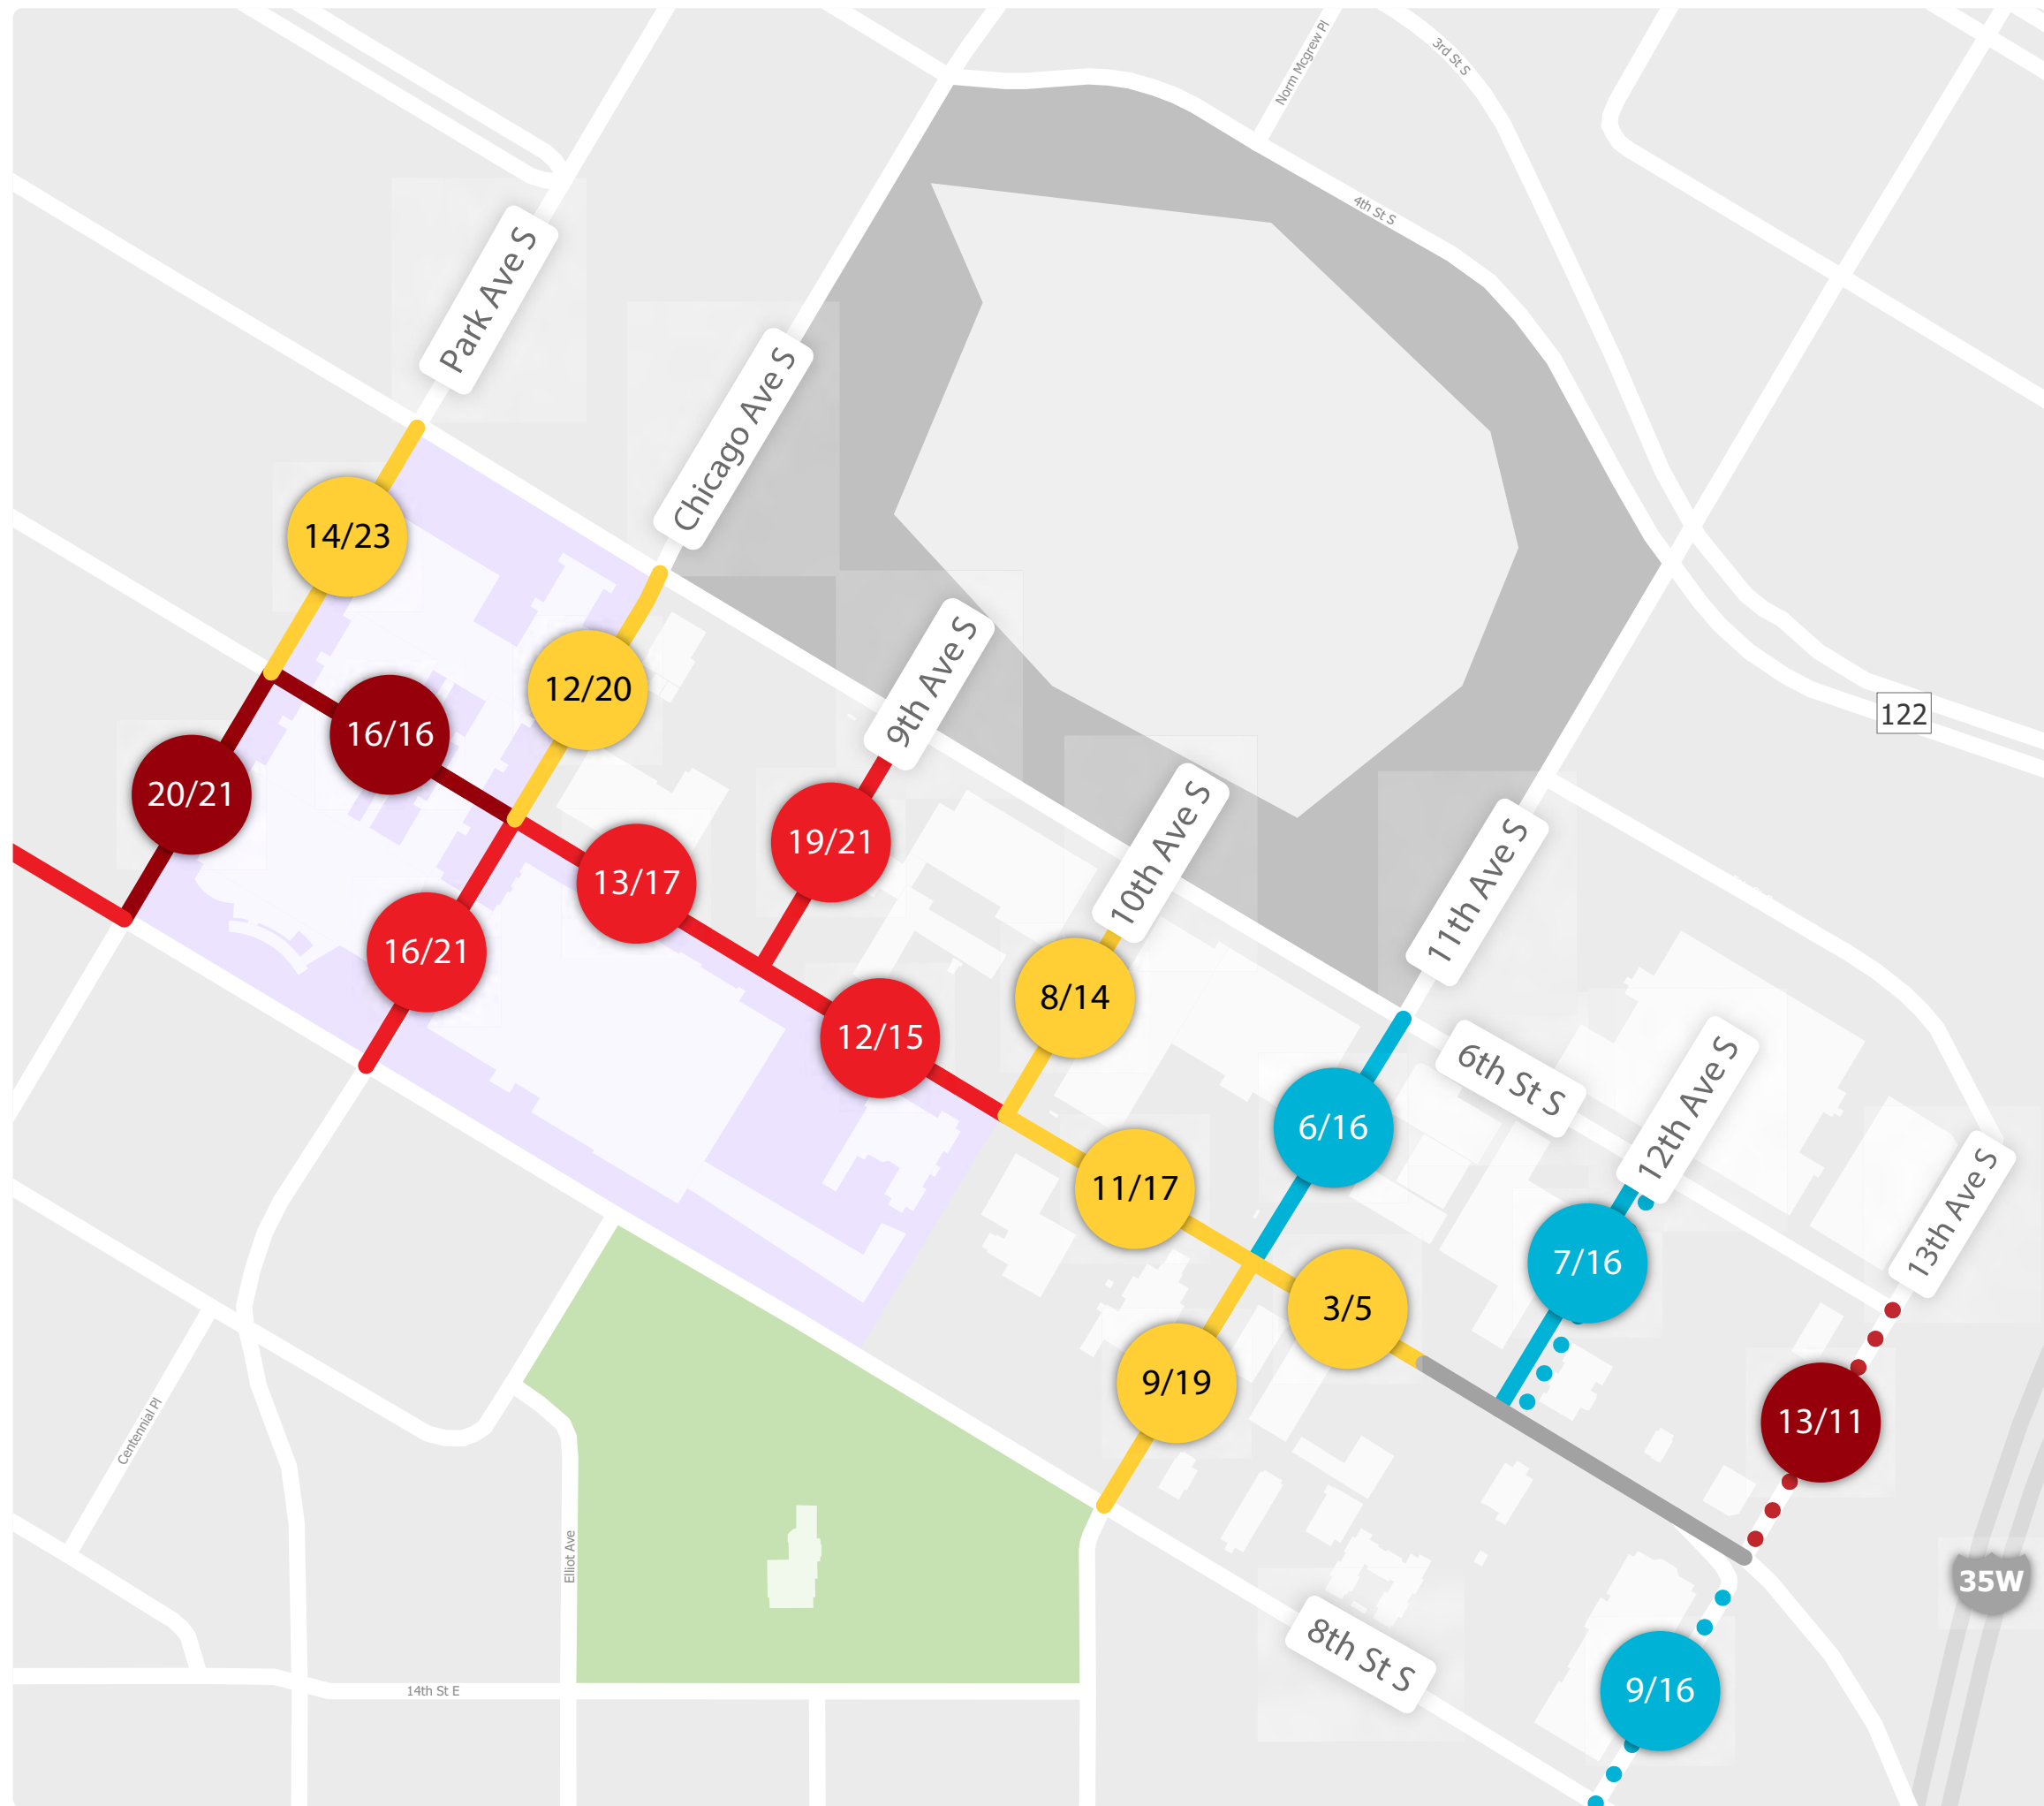 Norm Mcgrew Pl
3rd St S
4th St S
Park Ave S
Chicago Ave S
14/23
9th Ave S
12/20
122
16/16
20/21
10th Ave S
19/21
13/17
11th Ave S
16/21
8/14
12/15
6th St S
12th Ave S
6/16
11/17
13th Ave S
7/16
3/5
9/19
13/11
Centennial Pl
Elliot Ave
35W
8th St S
14th St E
9/16